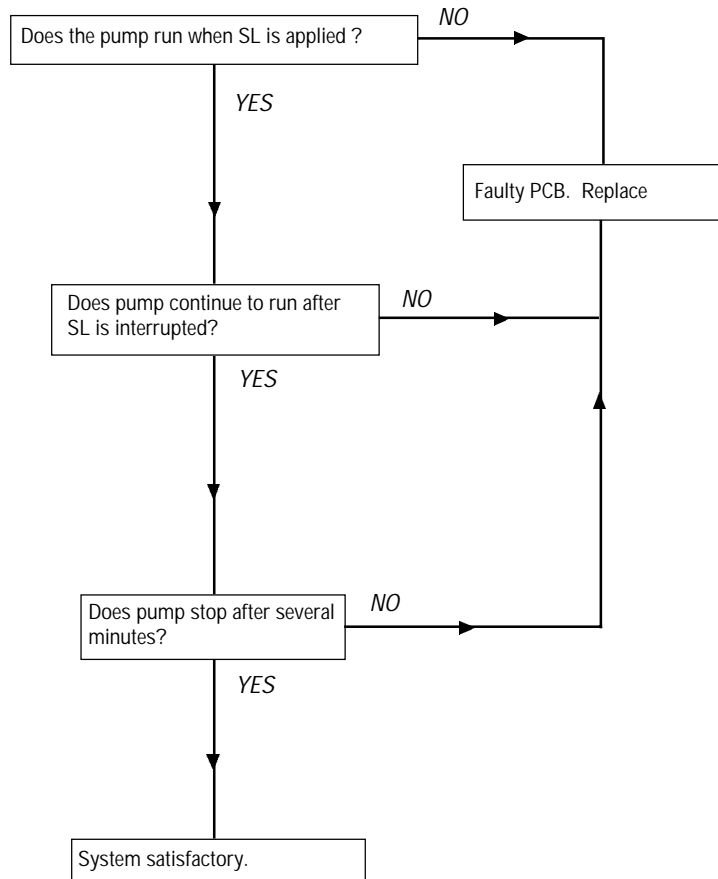 Does the pump run when SL is applied ?
NO
YES
Faulty PCB.  Replace
Does pump continue to run after
SL is interrupted?
NO
YES
Does pump stop after several
minutes?
NO
YES
System satisfactory.